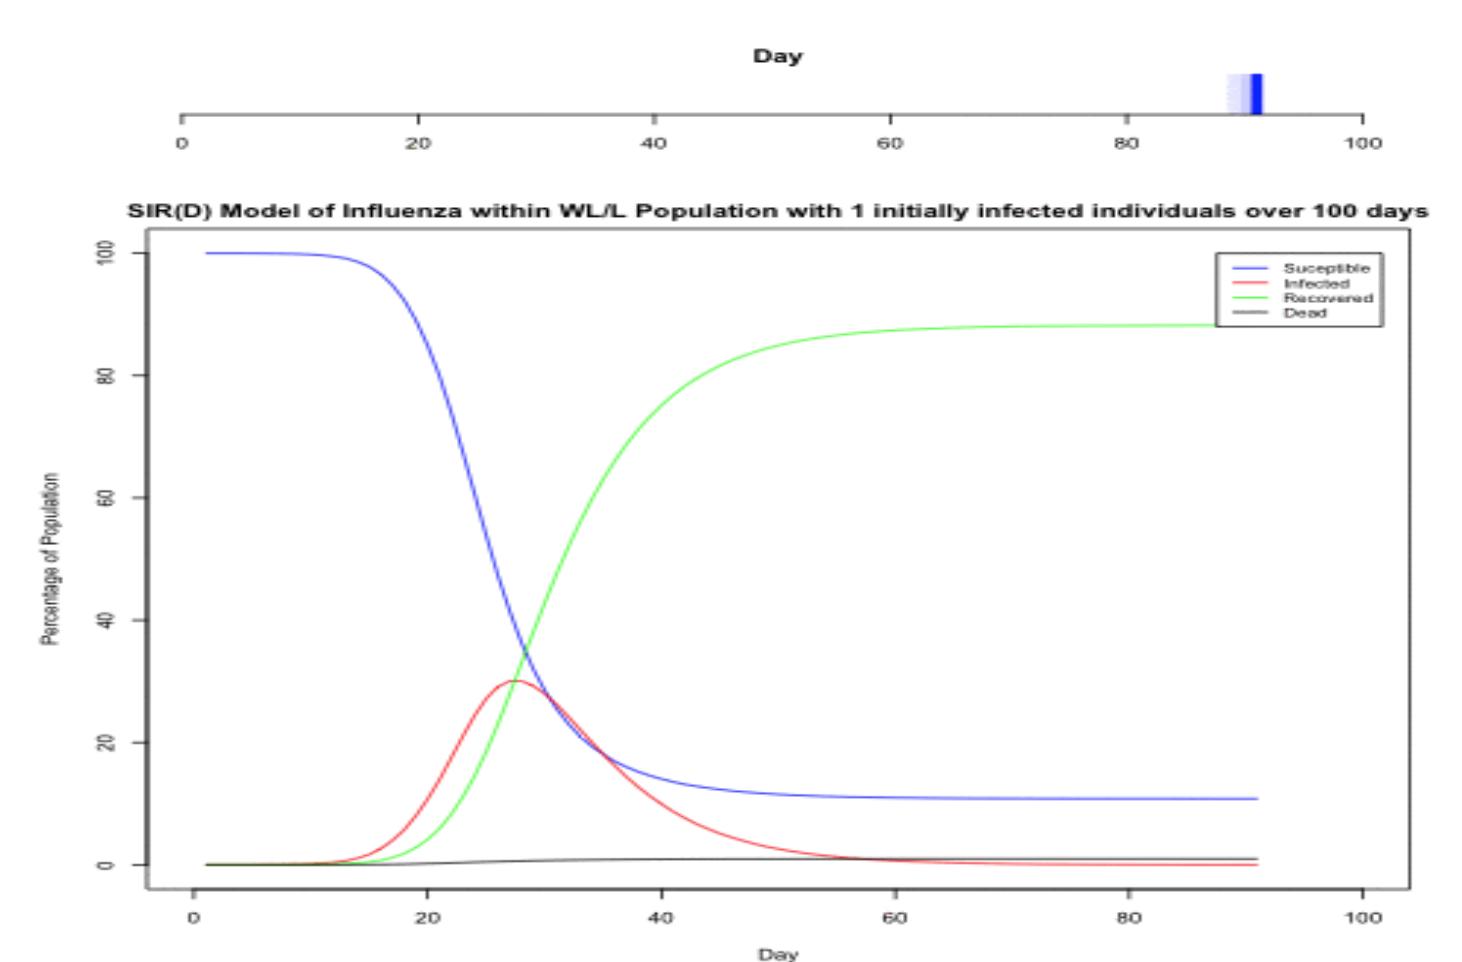 Day
0 20 40 60 80 100
SIR(D) Model of Influenza within WL/L Population with 1 initially infected individuals over 100 days
Percentage of Population
100
80
60
40
20
0
Suceptible
Infected
Recovered
Dead
0 20 40 60 80 100
Day